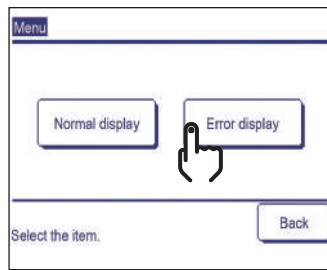 Menu
Normal display
Error display
Select the item.
Back